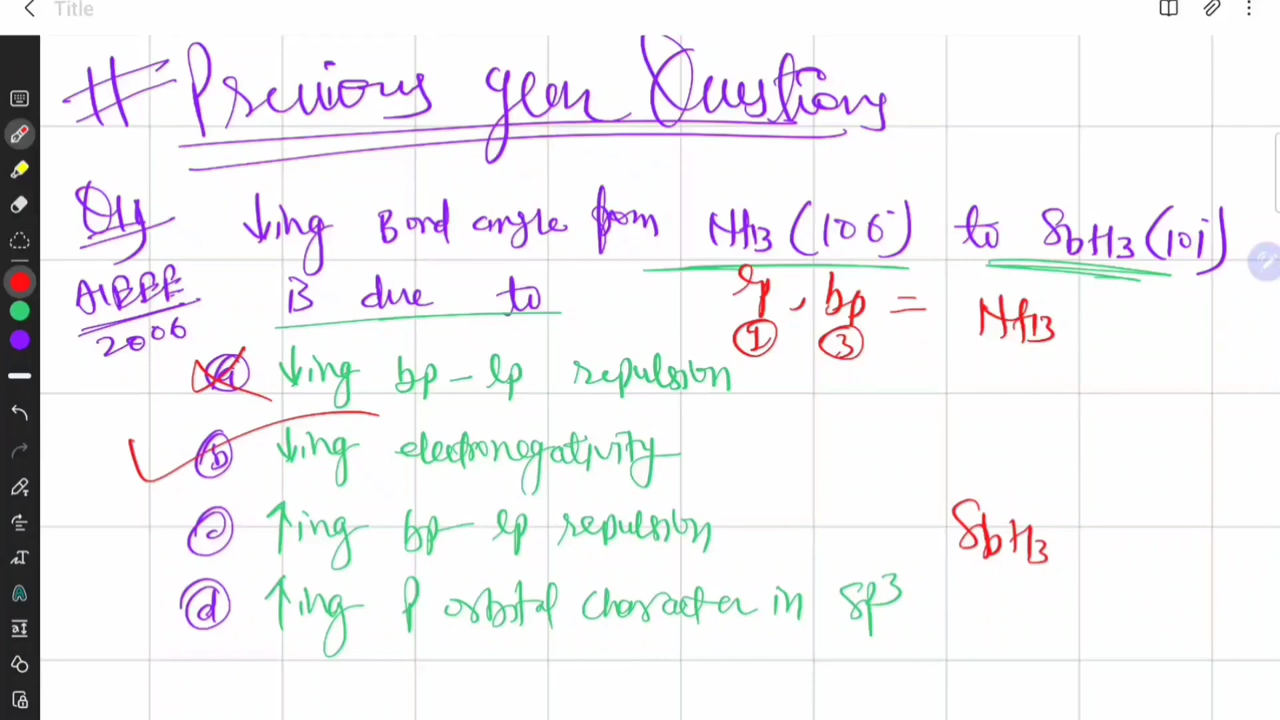 Title
# Previous year Questions
Q14 ↓ing Bond angle from NH3 (106°) to SbH3 (101°)
AIEEE 2006
is due to
lp, bp = NH3
① ③
(a) ↓ing bp - lp repulsion
(b) ↓ing electronegativity
(c) ↑ing bp - lp repulsion
SbH3
(d) ↑ing P orbital character in sp³